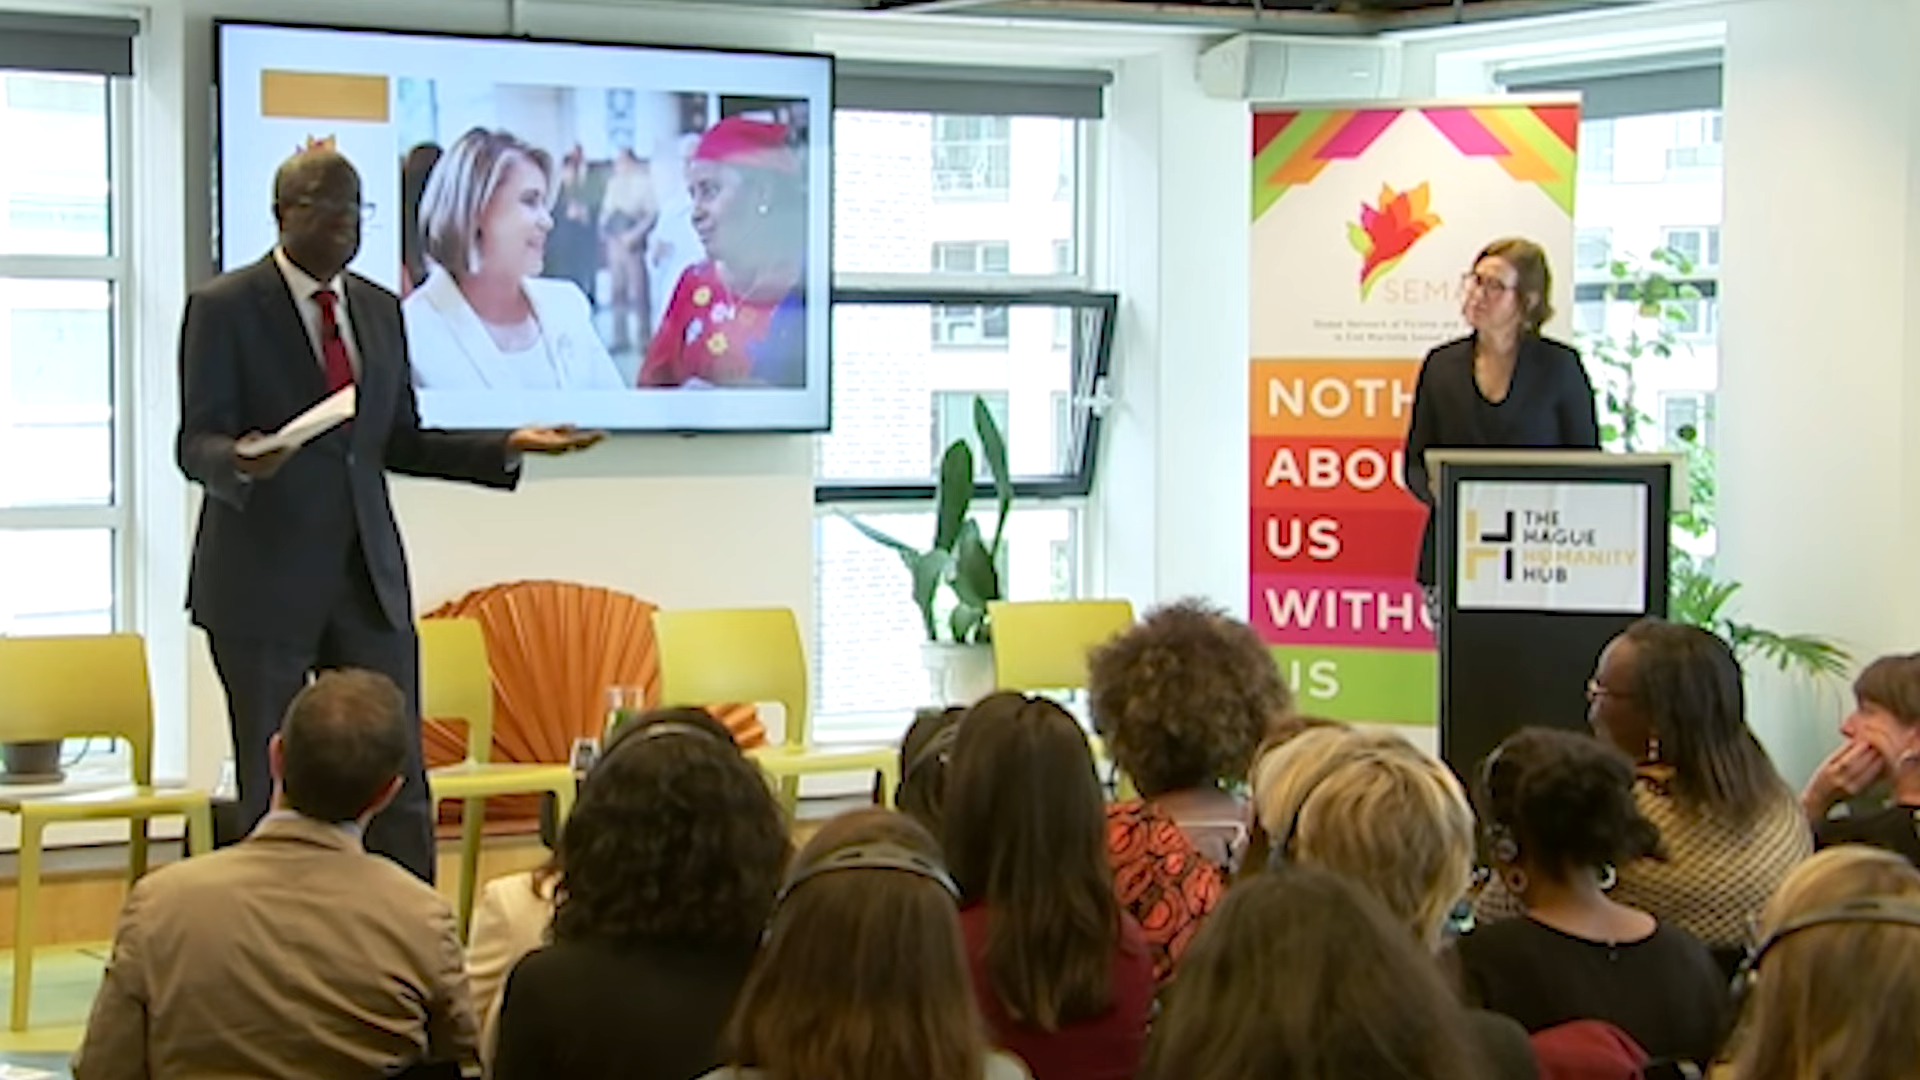 SEMA
NOTH
ABOU
US
WITHO
US
THE
HAGUE
HUMANITY
HUB